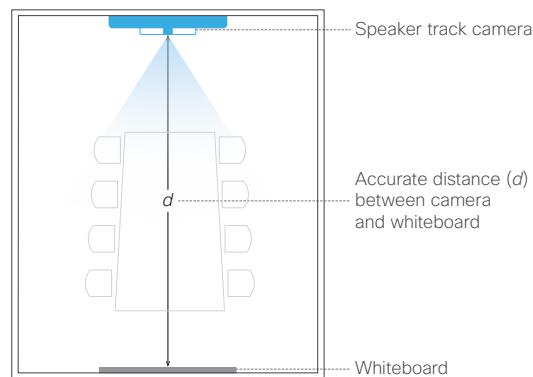 Speaker track camera
d
Accurate distance (d)
between camera
and whiteboard
Whiteboard